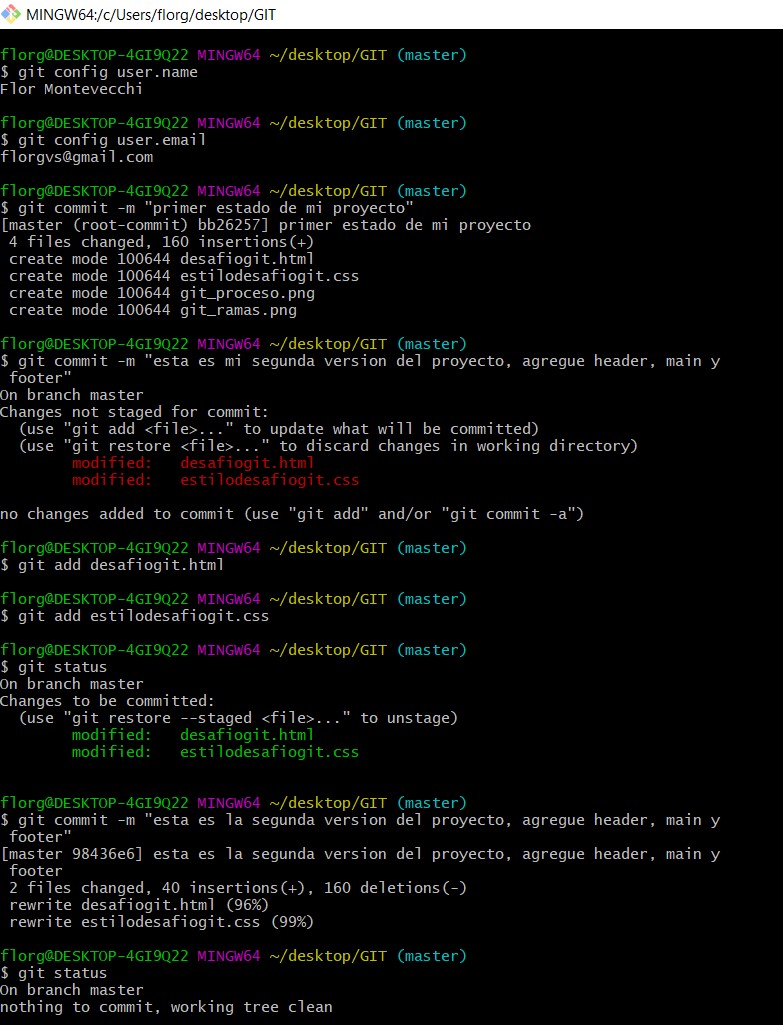 MINGW64:/c/Users/florg/desktop/GIT
florg@DESKTOP-4GI9Q22 MINGW64 ~/desktop/GIT (master)
$ git config user.name
Flor Montevecchi
florg@DESKTOP-4GI9Q22 MINGW64 ~/desktop/GIT (master)
$ git config user.email
florgvs@gmail.com
florg@DESKTOP-4GI9Q22 MINGW64 ~/desktop/GIT (master)
$ git commit -m "primer estado de mi proyecto"
[master (root-commit) bb26257] primer estado de mi proyecto
 4 files changed, 160 insertions(+)
 create mode 100644 desafiogit.html
 create mode 100644 estilodesafiogit.css
 create mode 100644 git_proceso.png
 create mode 100644 git_ramas.png
florg@DESKTOP-4GI9Q22 MINGW64 ~/desktop/GIT (master)
$ git commit -m "esta es mi segunda version del proyecto, agregue header, main y
 footer"
On branch master
Changes not staged for commit:
  (use "git add <file>..." to update what will be committed)
  (use "git restore <file>..." to discard changes in working directory)
        modified:   desafiogit.html
        modified:   estilodesafiogit.css
no changes added to commit (use "git add" and/or "git commit -a")
florg@DESKTOP-4GI9Q22 MINGW64 ~/desktop/GIT (master)
$ git add desafiogit.html
florg@DESKTOP-4GI9Q22 MINGW64 ~/desktop/GIT (master)
$ git add estilodesafiogit.css
florg@DESKTOP-4GI9Q22 MINGW64 ~/desktop/GIT (master)
$ git status
On branch master
Changes to be committed:
  (use "git restore --staged <file>..." to unstage)
        modified:   desafiogit.html
        modified:   estilodesafiogit.css
florg@DESKTOP-4GI9Q22 MINGW64 ~/desktop/GIT (master)
$ git commit -m "esta es la segunda version del proyecto, agregue header, main y
 footer"
[master 98436e6] esta es la segunda version del proyecto, agregue header, main y
 footer
 2 files changed, 40 insertions(+), 160 deletions(-)
 rewrite desafiogit.html (96%)
 rewrite estilodesafiogit.css (99%)
florg@DESKTOP-4GI9Q22 MINGW64 ~/desktop/GIT (master)
$ git status
On branch master
nothing to commit, working tree clean